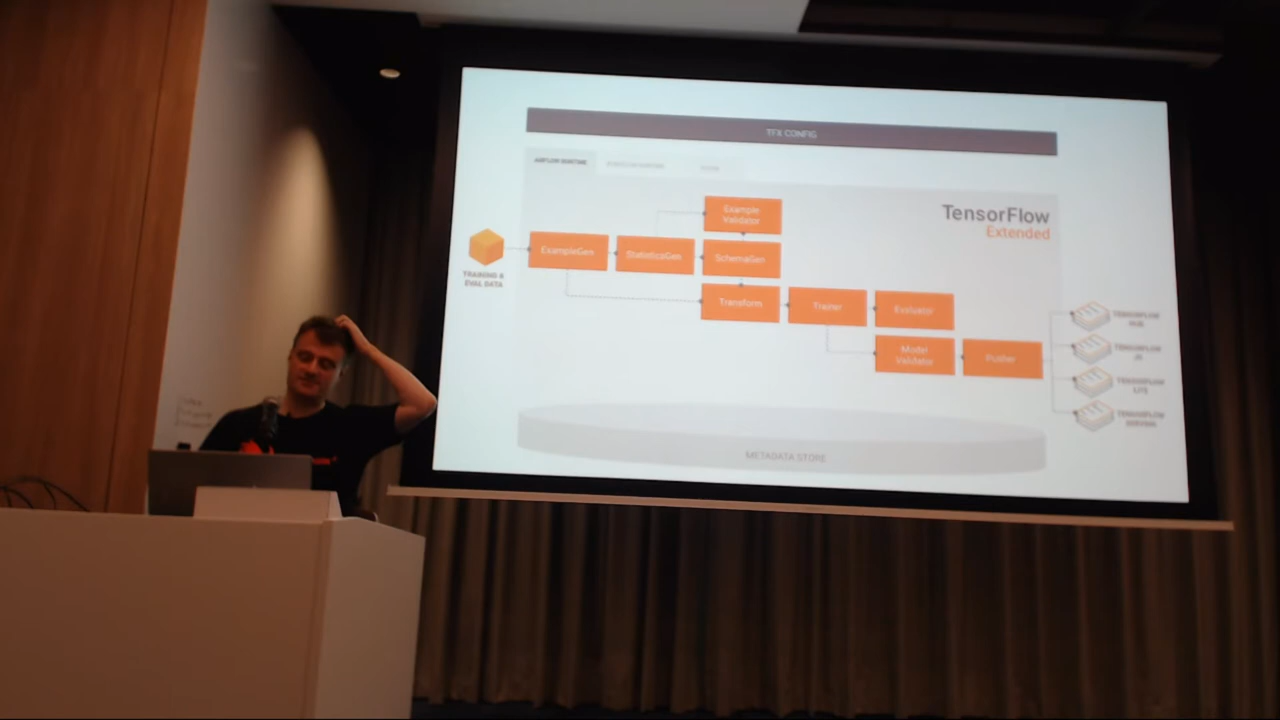 TFX CONFIG
AIRFLOW RUNTIME
TensorFlow
Extended
Example
Validator
ExampleGen
StatisticsGen
SchemaGen
TRAINING &
EVAL DATA
Transform
Trainer
Evaluator
Model
Validator
Pusher
TENSORFLOW
HUB
TENSORFLOW
JS
TENSORFLOW
LITE
TENSORFLOW
SERVING
METADATA STORE